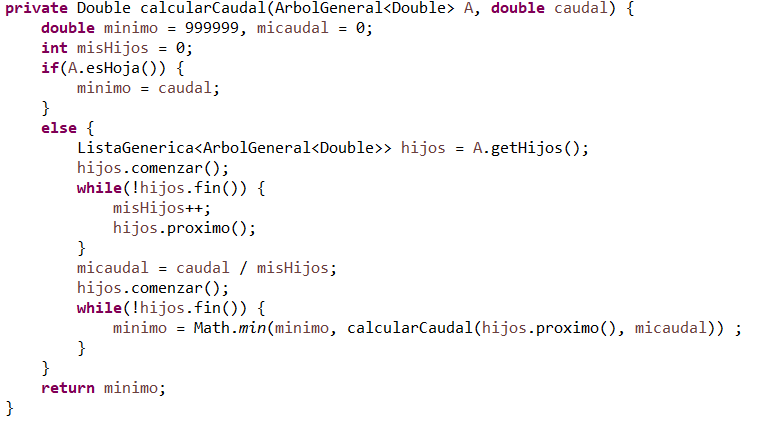 private Double calcularCaudal(ArbolGeneral<Double> A, double caudal) {
    double minimo = 999999, micaudal = 0;
    int misHijos = 0;
    if(A.esHoja()) {
        minimo = caudal;
    }
    else {
        ListaGenerica<ArbolGeneral<Double>> hijos = A.getHijos();
        hijos.comenzar();
        while(!hijos.fin()) {
            misHijos++;
            hijos.proximo();
        }
        micaudal = caudal / misHijos;
        hijos.comenzar();
        while(!hijos.fin()) {
            minimo = Math.min(minimo, calcularCaudal(hijos.proximo(), micaudal)) ;
        }
    }
    return minimo;
}